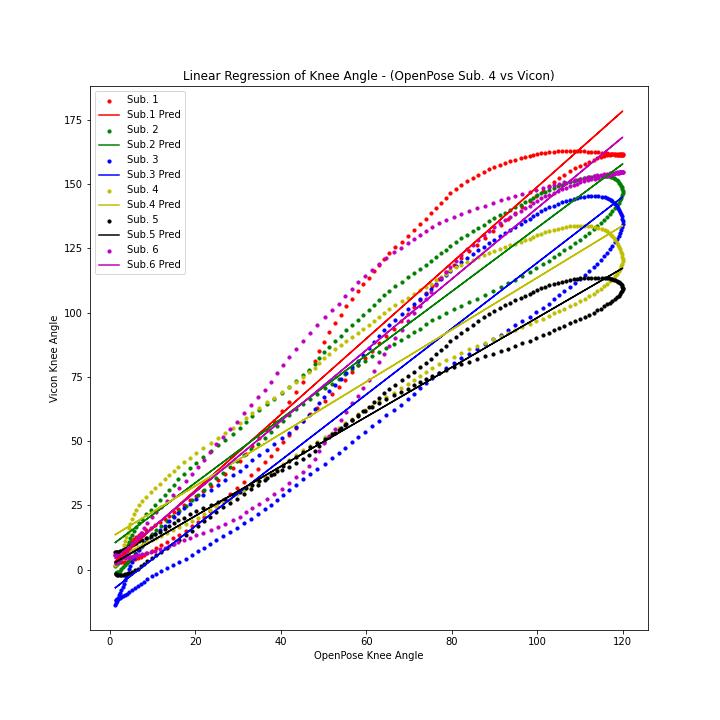 Linear Regression of Knee Angle - (OpenPose Sub. 4 vs Vicon)
Sub. 1
Sub.1 Pred
Sub. 2
Sub.2 Pred
Sub. 3
Sub.3 Pred
Sub. 4
Sub.4 Pred
Sub. 5
Sub.5 Pred
Sub. 6
Sub.6 Pred
175
150
125
100
75
50
25
0
Vicon Knee Angle
0 20 40 60 80 100 120
OpenPose Knee Angle